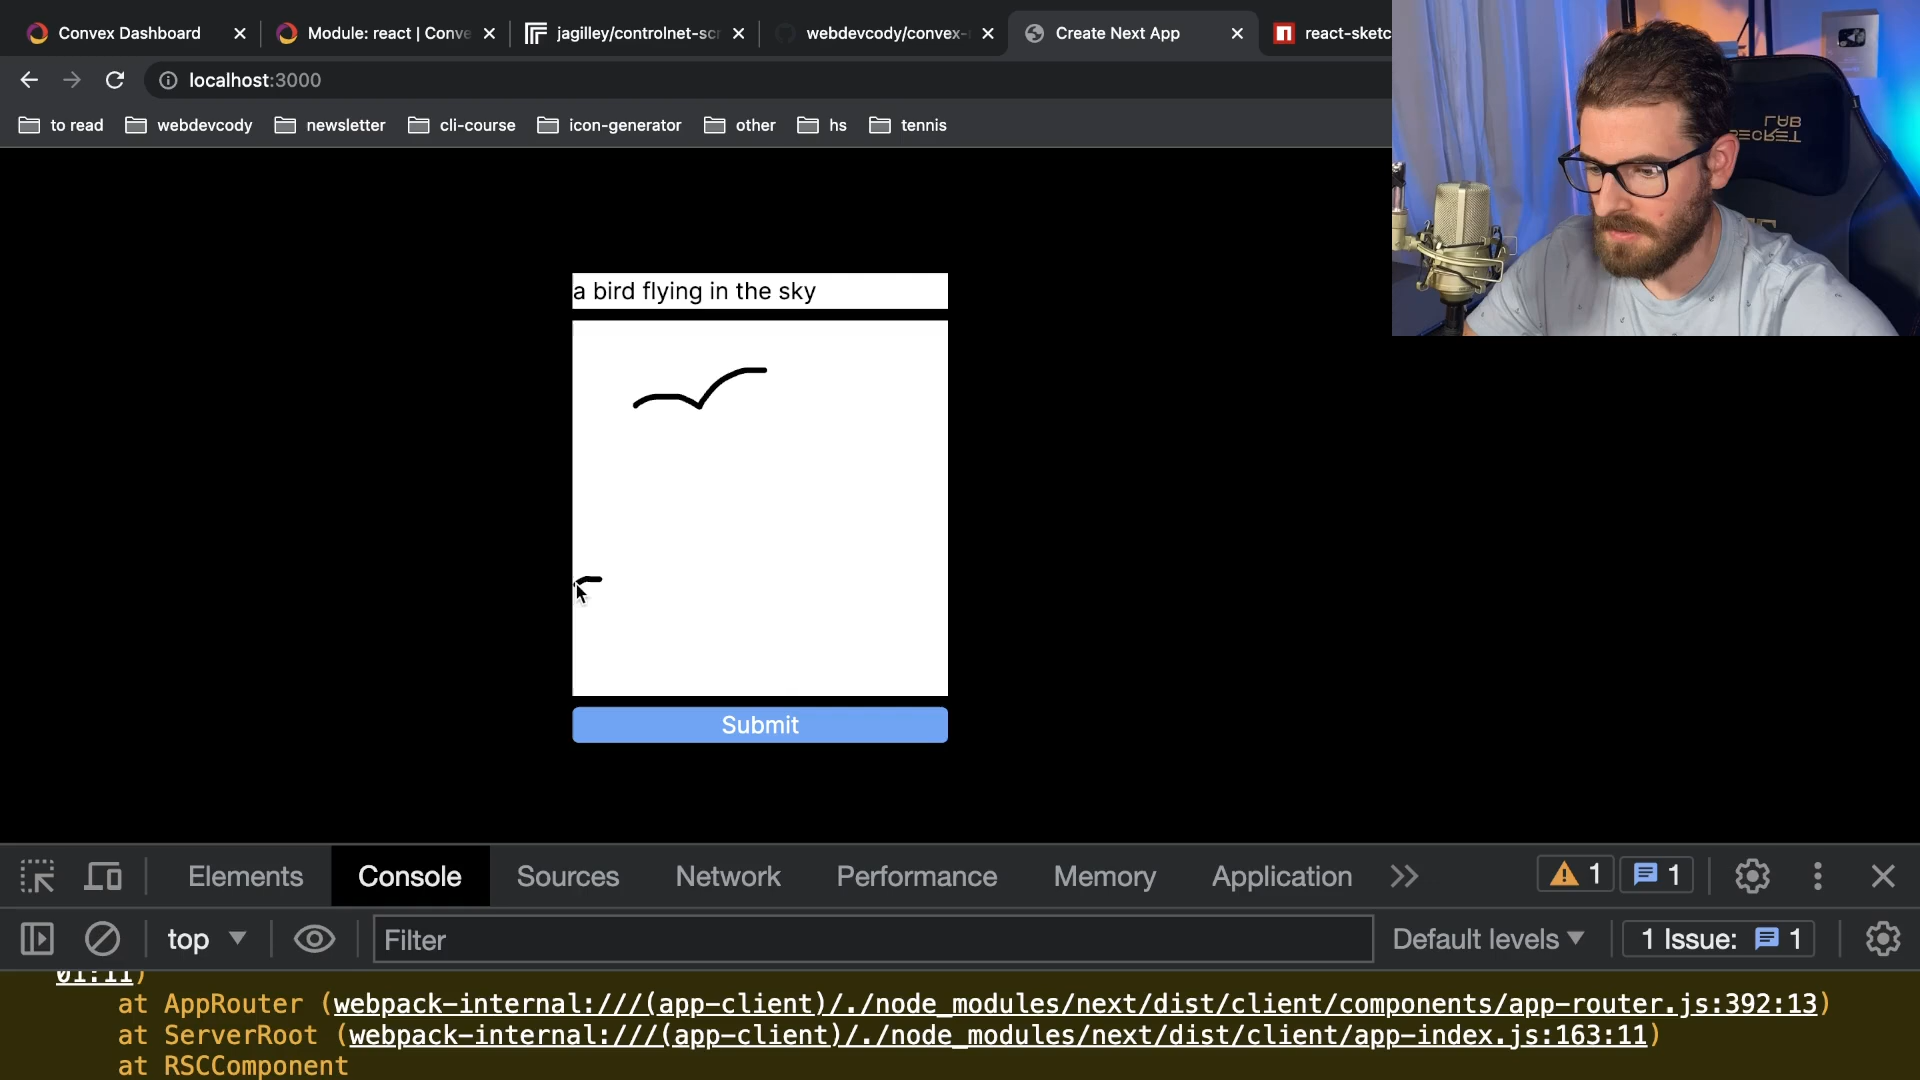 Convex Dashboard
Module: react | Conve
jagilley/controlnet-scr
webdevcody/convex-
Create Next App
react-sketc
localhost:3000
to read
webdevcody
newsletter
cli-course
icon-generator
other
hs
tennis
SECRET
LAB
a bird flying in the sky
Submit
Elements
Console
Sources
Network
Performance
Memory
Application
1
1
top
Filter
Default levels
1 Issue: 1
01:11)
at AppRouter (webpack-internal:///(app-client)/./node_modules/next/dist/client/components/app-router.js:392:13)
at ServerRoot (webpack-internal:///(app-client)/./node_modules/next/dist/client/app-index.js:163:11)
at RSCComponent